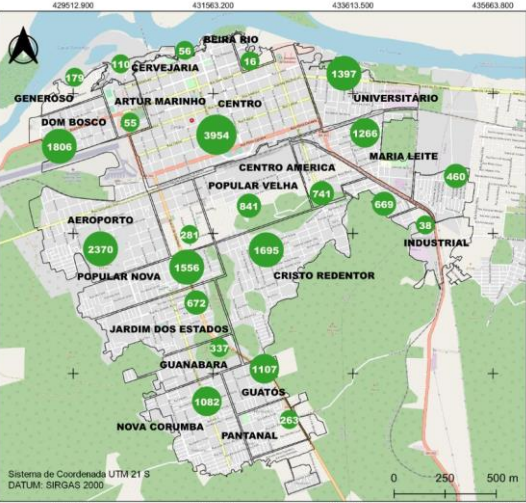 429512.900 431563.200 433613.500 435663.800
BEIRA RIO
56
110
16
CERVEJARIA
179
1397
GENEROSO
ARTUR MARINHO
CENTRO
UNIVERSITÁRIO
DOM BOSCO
55
1266
1806
3954
MARIA LEITE
CENTRO AMERICA
460
POPULAR VELHA
741
841
669
AEROPORTO
38
281
2370
1695
INDUSTRIAL
1556
POPULAR NOVA
CRISTO REDENTOR
672
JARDIM DOS ESTADOS
337
GUANABARA
1107
GUATÓS
1082
263
NOVA CORUMBA
PANTANAL
Sistema de Coordenada UTM 21 S
DATUM: SIRGAS 2000
0 250 500 m